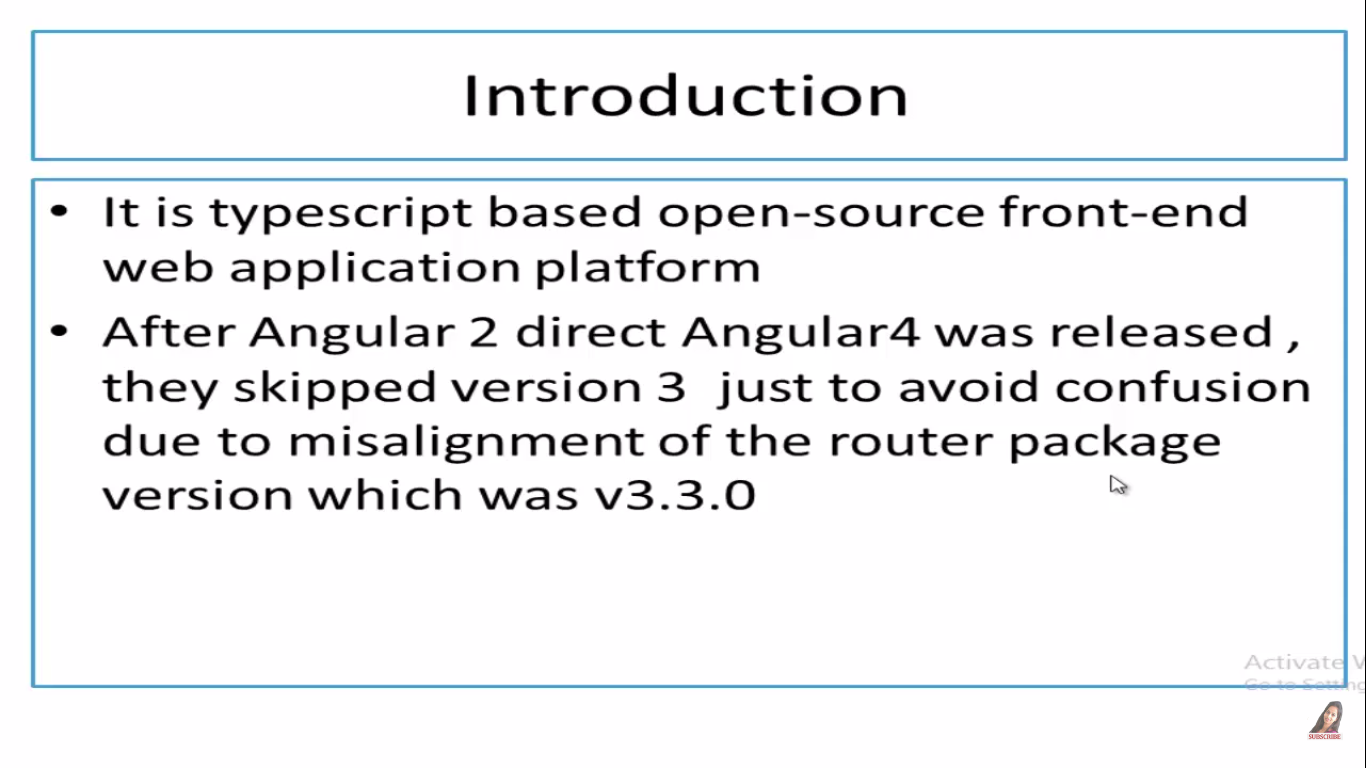 Introduction
• It is typescript based open-source front-end
web application platform
• After Angular 2 direct Angular4 was released ,
they skipped version 3 just to avoid confusion
due to misalignment of the router package
version which was v3.3.0
Activate
Go to Setting
SUBSCRIBE